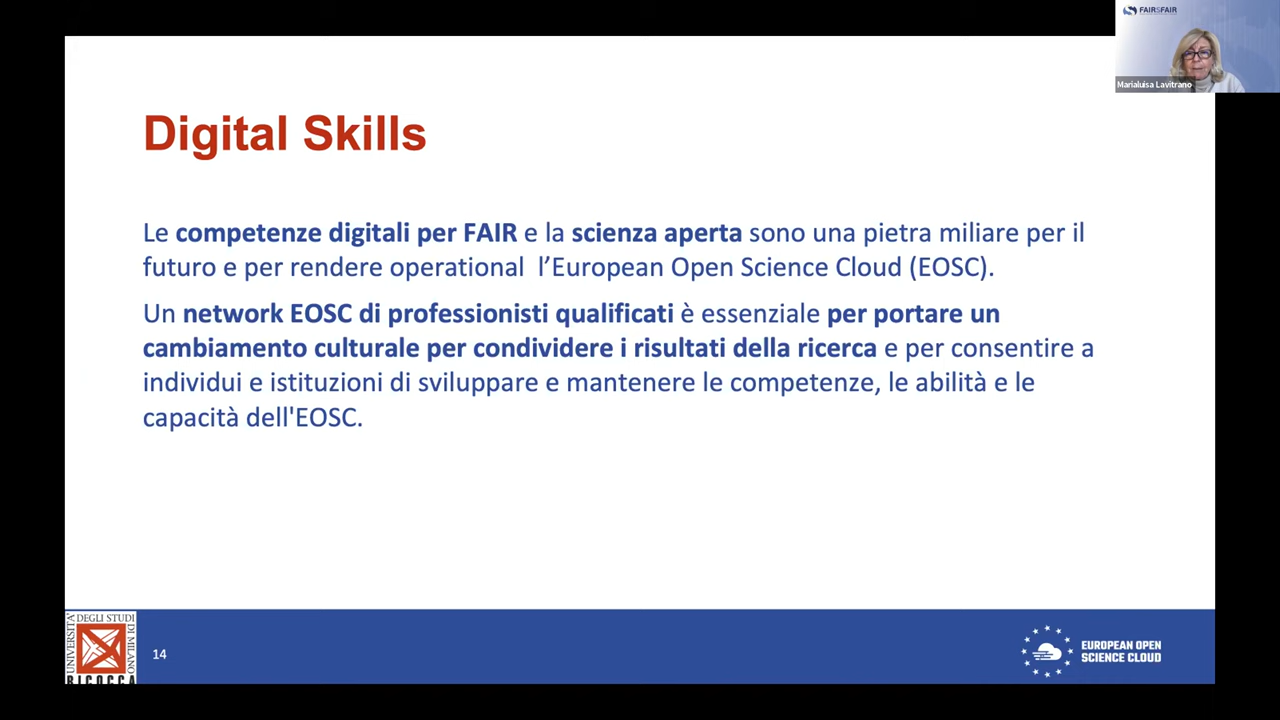 FAIRSFAIR
Marialuisa Lavitrano
Digital Skills
Le competenze digitali per FAIR e la scienza aperta sono una pietra miliare per il
futuro e per rendere operational l’European Open Science Cloud (EOSC).
Un network EOSC di professionisti qualificati è essenziale per portare un
cambiamento culturale per condividere i risultati della ricerca e per consentire a
individui e istituzioni di sviluppare e mantenere le competenze, le abilità e le
capacità dell'EOSC.
UNIVERSITA'
DEGLI STUDI
DI MILANO
BICOCCA
14
EUROPEAN OPEN
SCIENCE CLOUD